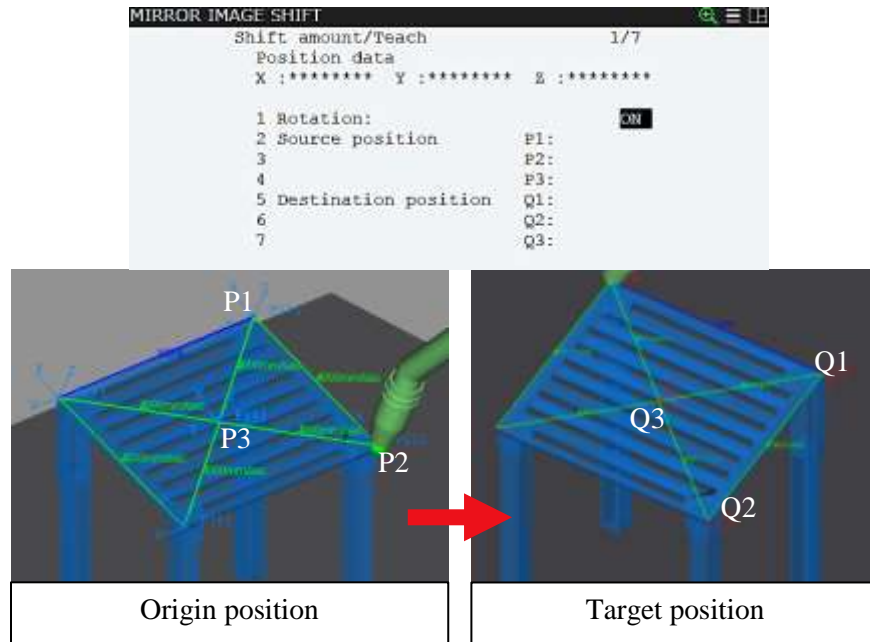 MIRROR IMAGE SHIFT
Shift amount/Teach 1/7
Position data
X :******** Y :******** Z :********
1 Rotation: ON
2 Source position P1:
3 P2:
4 P3:
5 Destination position Q1:
6 Q2:
7 Q3:
P1
P3
P2
Q1
Q3
Q2
Origin position
Target position